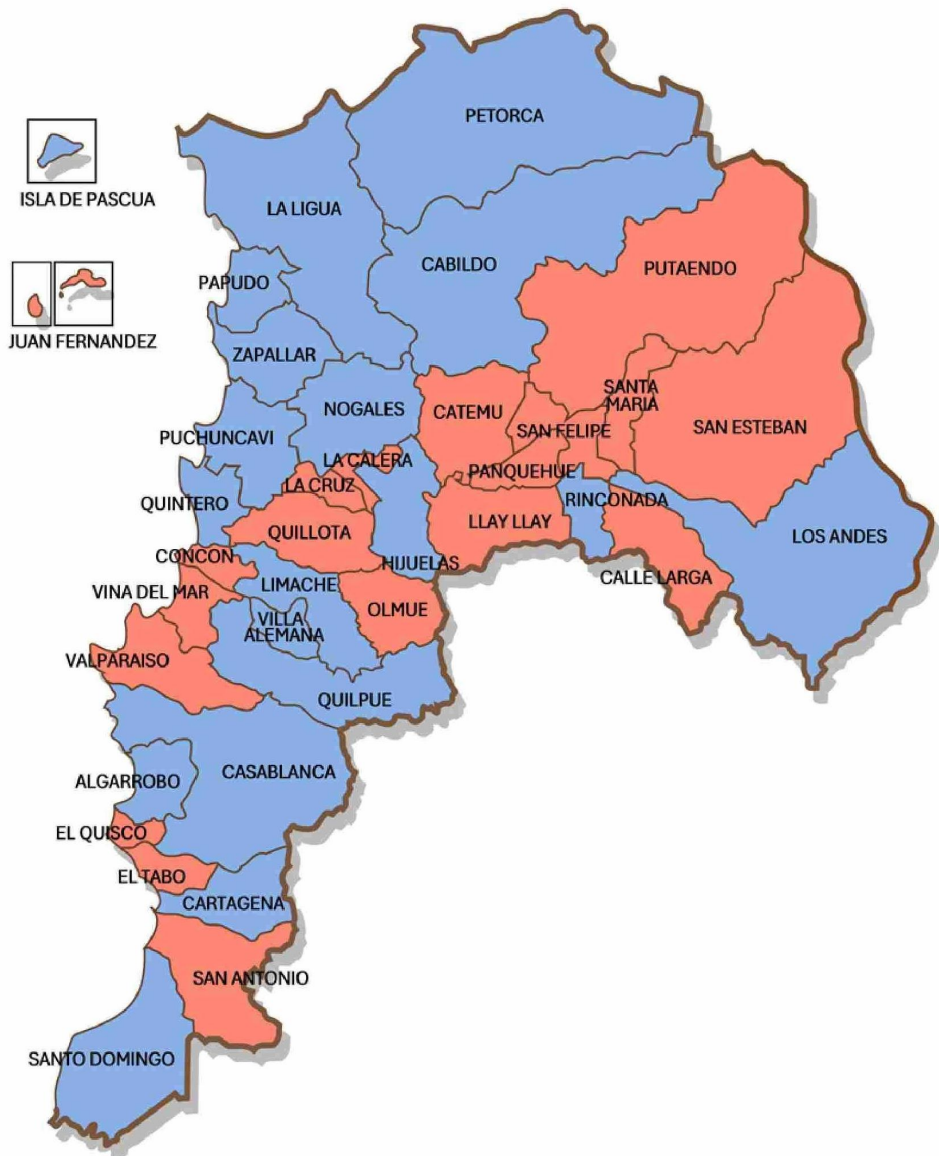 PETORCA
ISLA DE PASCUA
LA LIGUA
CABILDO
PUTAENDO
PAPUDO
JUAN FERNANDEZ
ZAPALLAR
SANTA
MARIA
NOGALES
CATEMU
SAN FELIPE
SAN ESTEBAN
PUCHUNCAVI
LA CALERA
PANQUEHUE
LA CRUZ
RINCONADA
QUINTERO
LLAY LLAY
QUILLOTA
LOS ANDES
CONCON
HIJUELAS
CALLE LARGA
LIMACHE
VINA DEL MAR
OLMUE
VILLA
ALEMANA
VALPARAISO
QUILPUE
CASABLANCA
ALGARROBO
EL QUISCO
EL TABO
CARTAGENA
SAN ANTONIO
SANTO DOMINGO